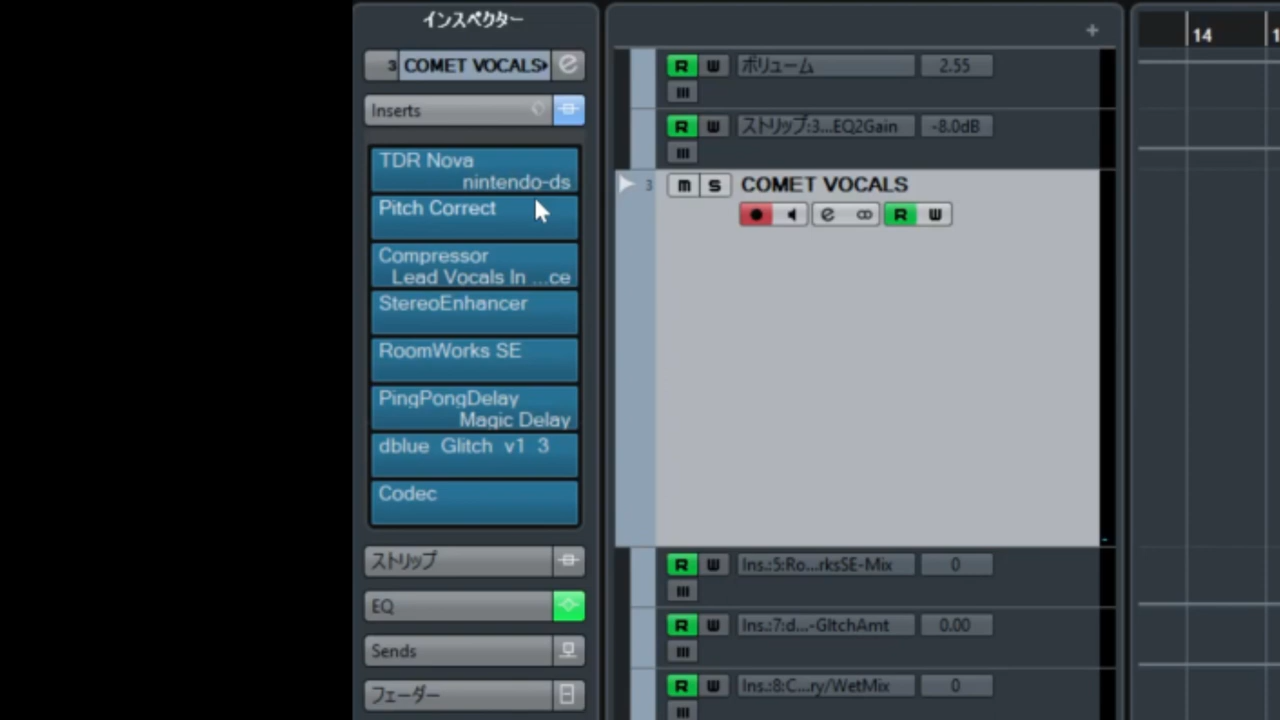 インスペクター
3 COMET VOCALS
Inserts
TDR Nova
nintendo-ds
Pitch Correct
Compressor
Lead Vocals In ...ce
StereoEnhancer
RoomWorks SE
PingPongDelay
Magic Delay
dblue Glitch v1 3
Codec
ストリップ
EQ
Sends
フェーダー
+
R W ボリューム 2.55
R W ストリップ:3...EQ2Gain -8.0dB
3 m s COMET VOCALS
e R W
R W Ins.:5:Ro...rksSE-Mix 0
R W Ins.:7:d...-GltchAmt 0.00
R W Ins.:8:C...ry/WetMix 0
14